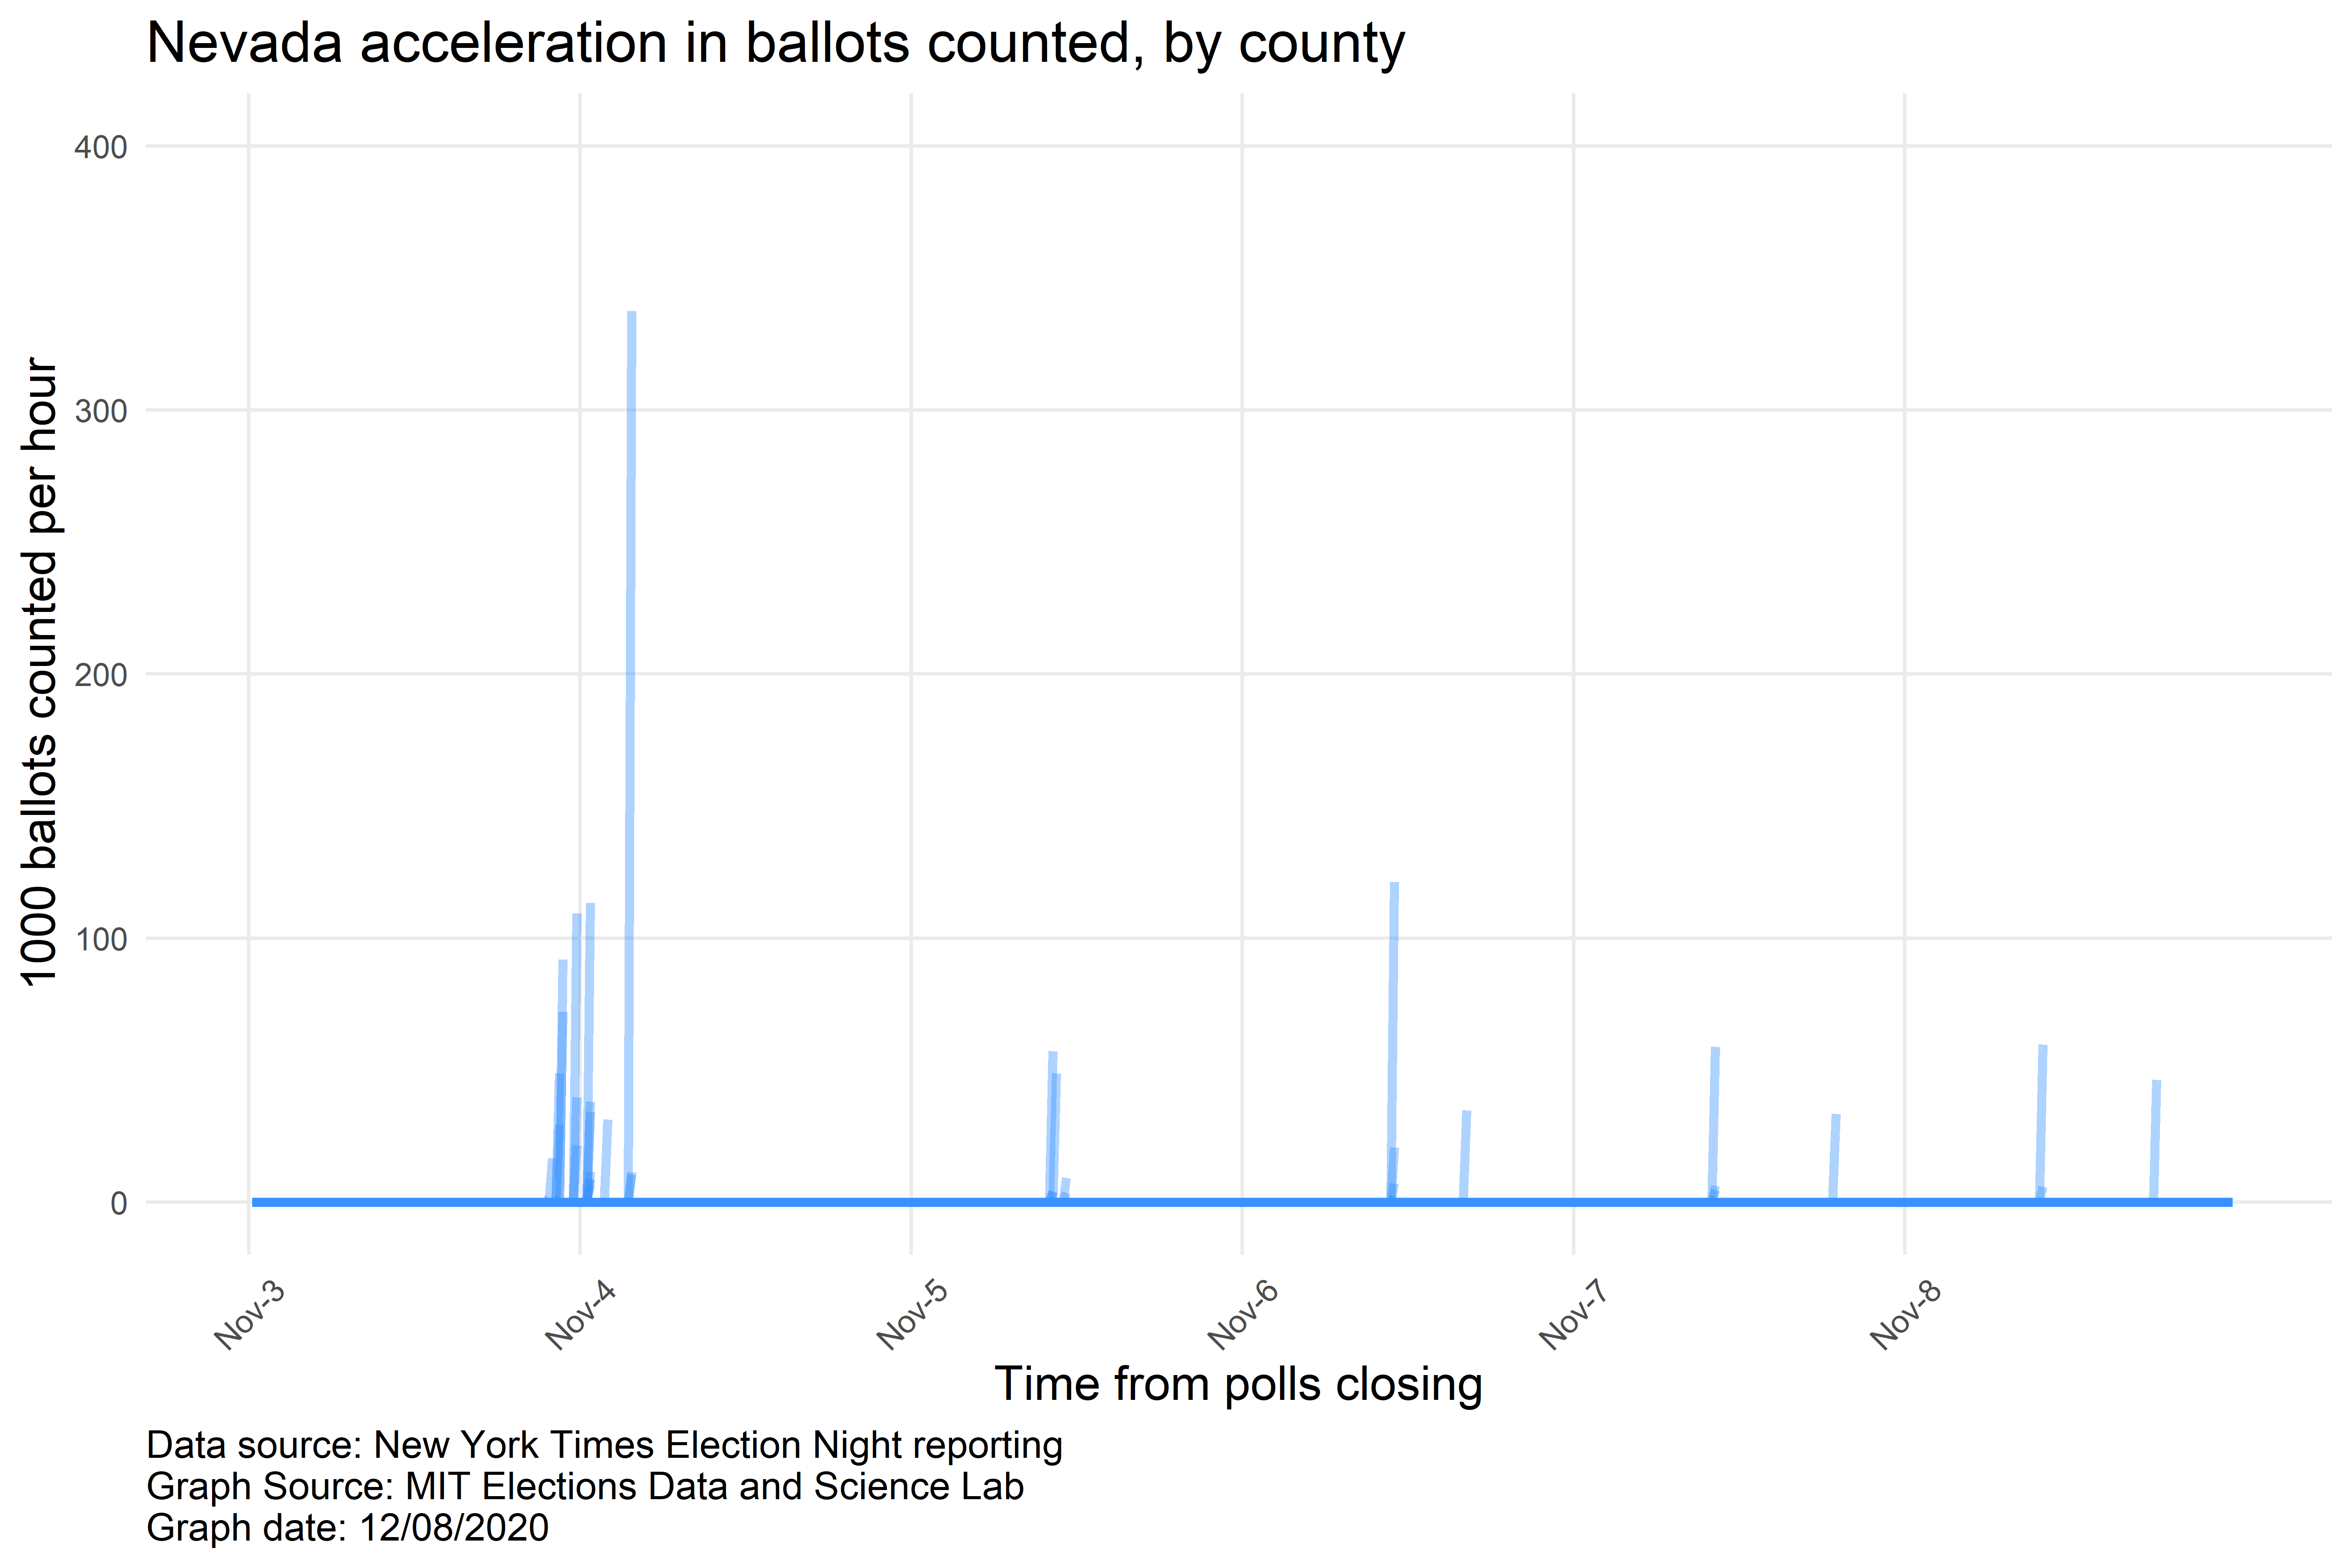 Nevada acceleration in ballots counted, by county
1000 ballots counted per hour
400
300
200
100
0
Nov-3
Nov-4
Nov-5
Nov-6
Nov-7
Nov-8
Time from polls closing
Data source: New York Times Election Night reporting
Graph Source: MIT Elections Data and Science Lab
Graph date: 12/08/2020